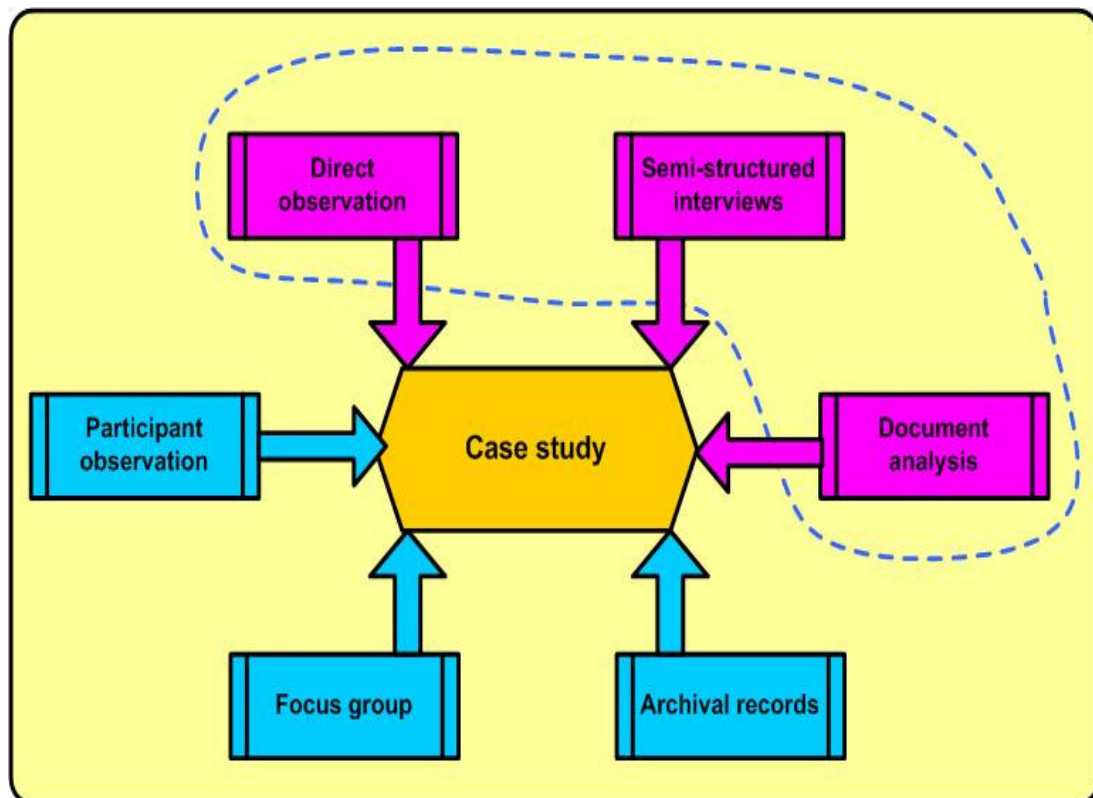 Direct
observation
Semi-structured
interviews
Participant
observation
Case study
Document
analysis
Focus group
Archival records